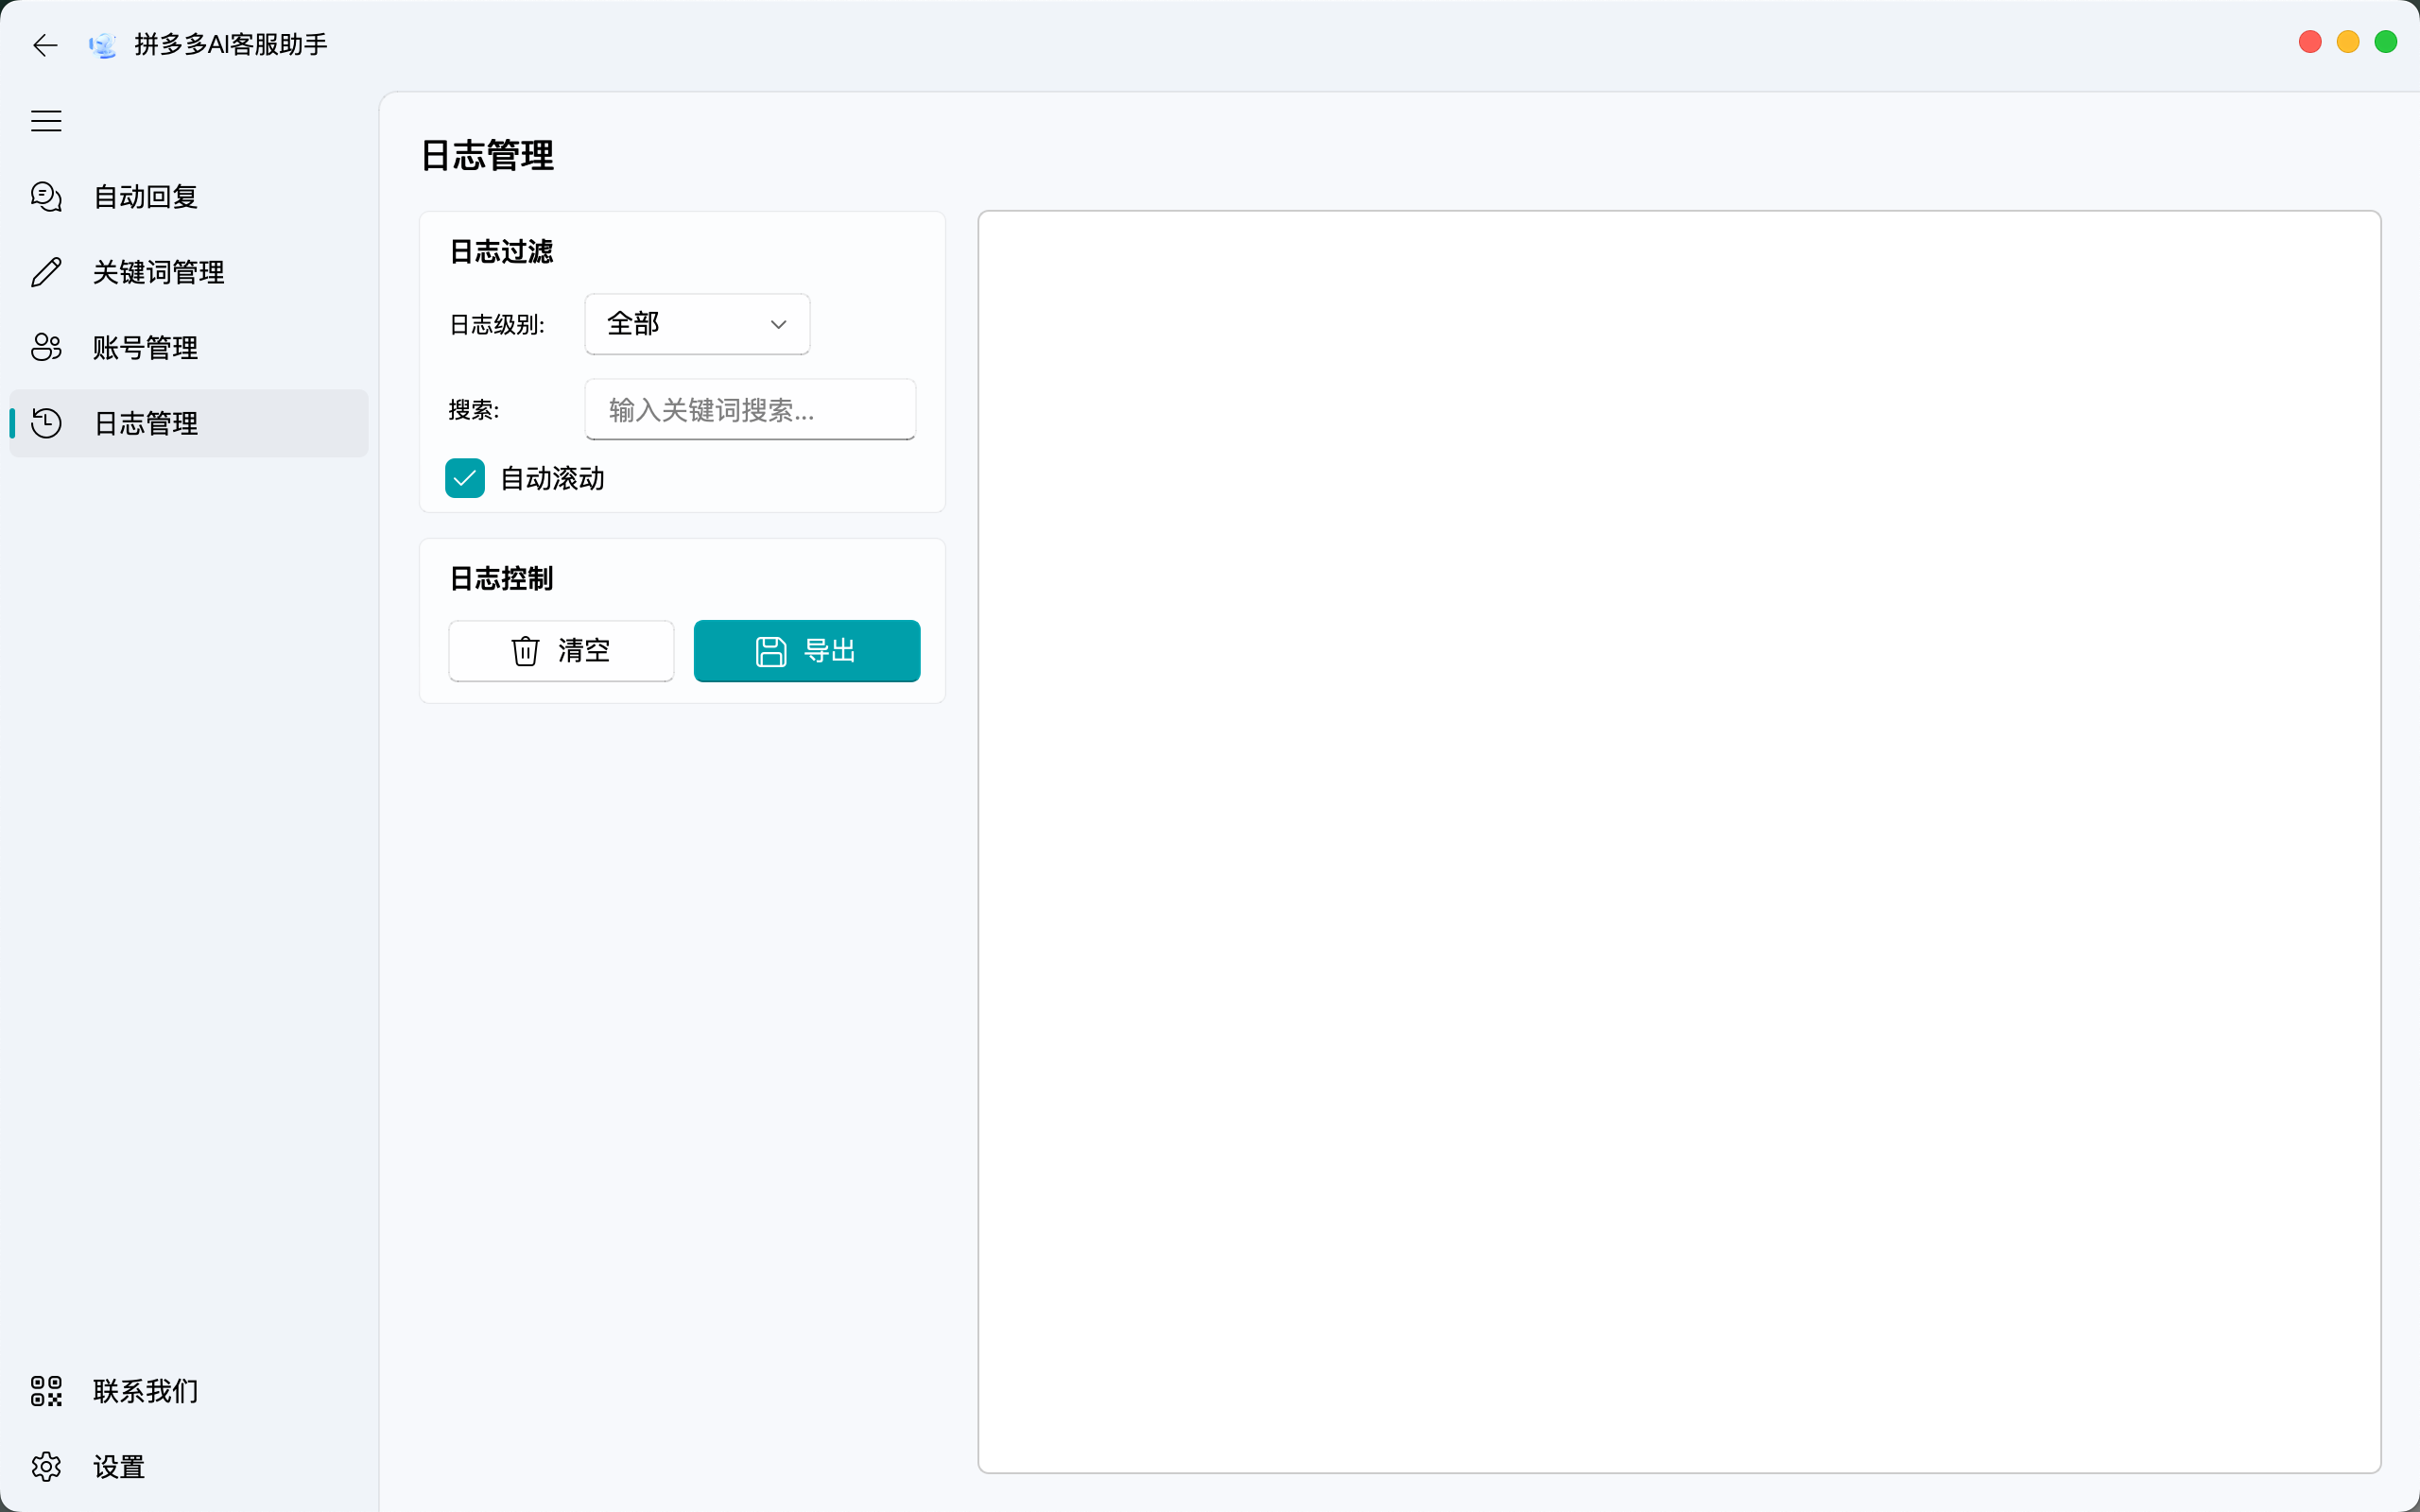 拼多多AI客服助手
自动回复
关键词管理
账号管理
日志管理
联系我们
设置
日志管理
日志过滤
日志级别: 全部
搜索: 输入关键词搜索...
自动滚动
日志控制
清空 导出